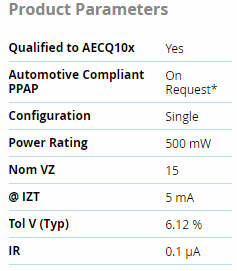 Product Parameters
Qualified to AECQ10x Yes
Automotive Compliant On
PPAP Request*
Configuration Single
Power Rating 500 mW
Nom VZ 15
@ IZT 5 mA
Tol V (Typ) 6.12 %
IR 0.1 µA